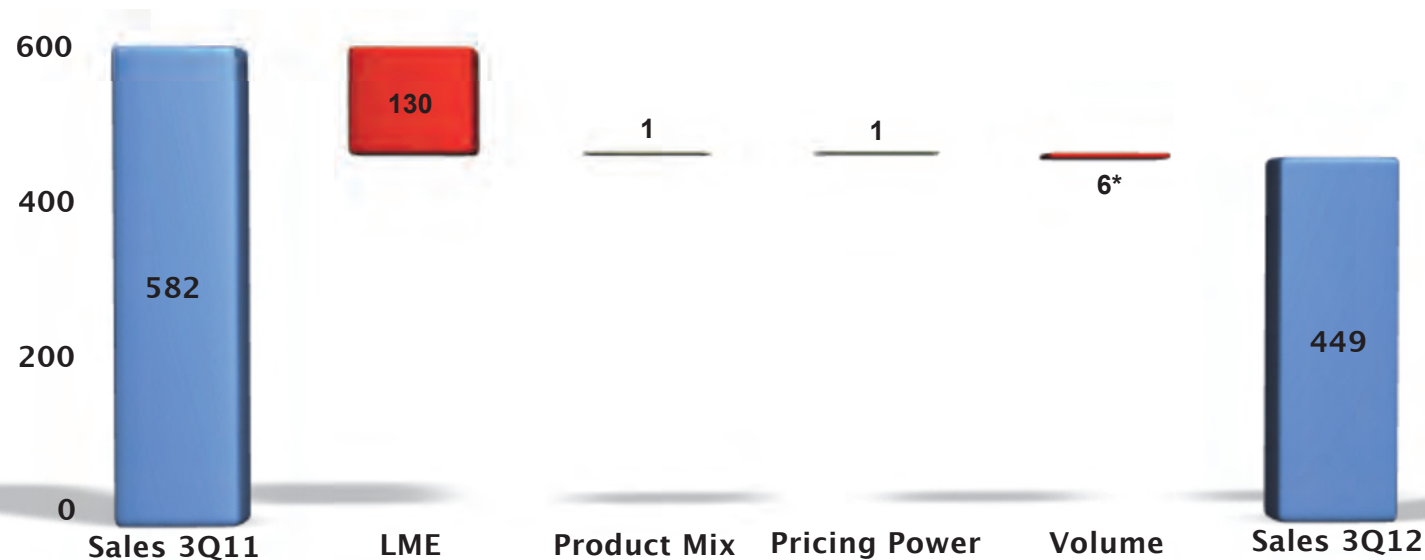 600
400
200
0
582
130
1
1
6*
449
Sales 3Q11
LME
Product Mix
Pricing Power
Volume
Sales 3Q12